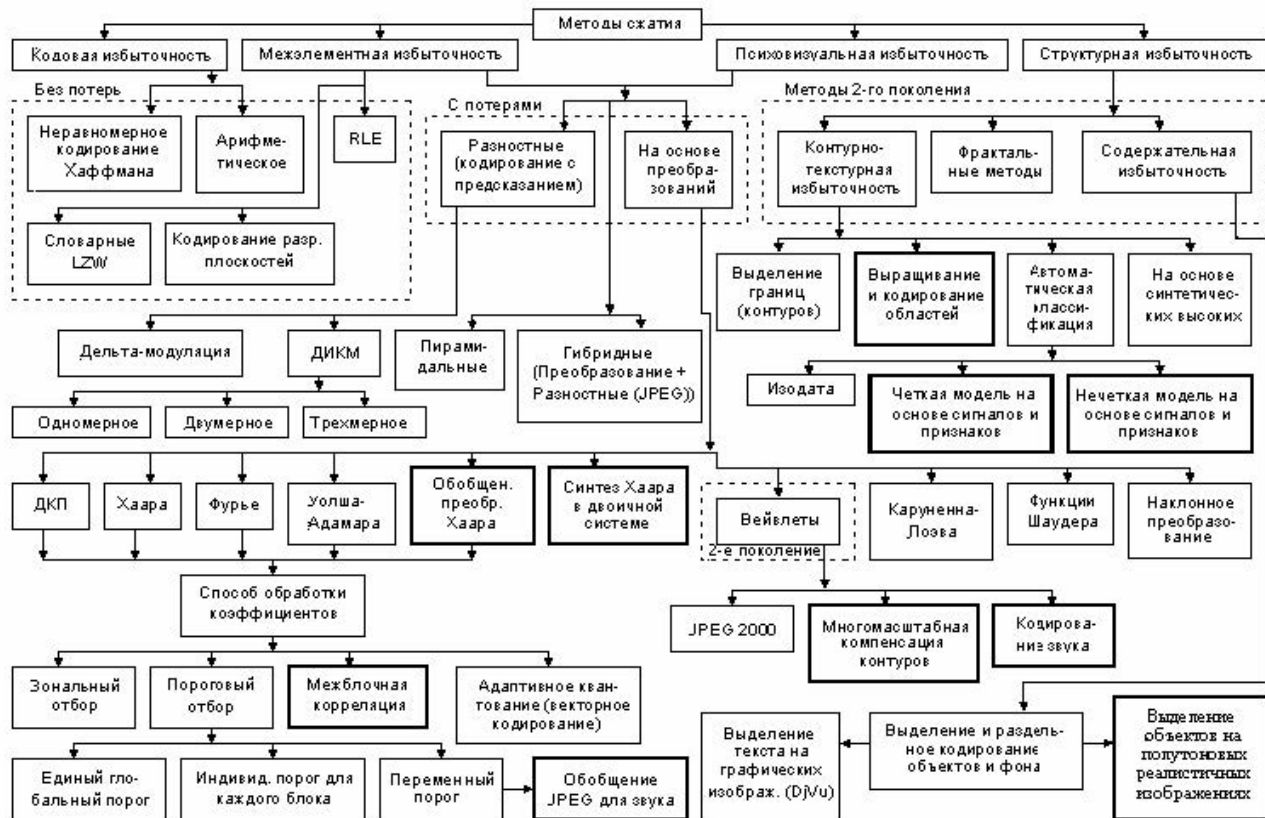 Методы сжатия
Кодовая избыточность
Межэлементная избыточность
Психовизуальная избыточность
Структурная избыточность
Без потерь
С потерями
Методы 2-го поколения
Неравномерное
кодирование
Хаффмана
Арифме-
тическое
RLE
Словарные
LZW
Кодирование разр.
плоскостей
Разностные
(кодирование с
предсказанием)
На основе
преобра-
зований
Контурно-
текстурная
избыточность
Фракталь-
ные методы
Содержательная
избыточность
Выделение
границ
(контуров)
Выращивание
и кодирование
областей
Автома-
тическая
класси-
фикация
На основе
синтетичес-
ких высоких
Дельта-модуляция
ДИКМ
Пирами-
дальные
Гибридные
(Преобразование +
Разностные (JPEG))
Изодата
Четкая модель на
основе сигналов и
признаков
Нечеткая модель на
основе сигналов и
признаков
Одномерное
Двумерное
Трехмерное
ДКП
Хаара
Фурье
Уолша-
Адамара
Обобщен.
преобр.
Хаара
Синтез Хаара
в двоичной
системе
Вейвлеты
2-е поколение
Каруненна-
Лоэва
Функции
Шаудера
Наклонное
преобразо-
вание
Способ обработки
коэффициентов
JPEG 2000
Многомасштабная
компенсация
контуров
Кодирова-
ние звука
Зональный
отбор
Пороговый
отбор
Межблочная
корреляция
Адаптивное кван-
тование (векторное
кодирование)
Выделение
текста на
графических
изображ. (DjVu)
Выделение и раздель-
ное кодирование
объектов и фона
Выделение
объектов на
полутоновых
реалистичных
изображениях
Единый гло-
бальный порог
Индивид. порог для
каждого блока
Переменный
порог
Обобщение
JPEG для звука